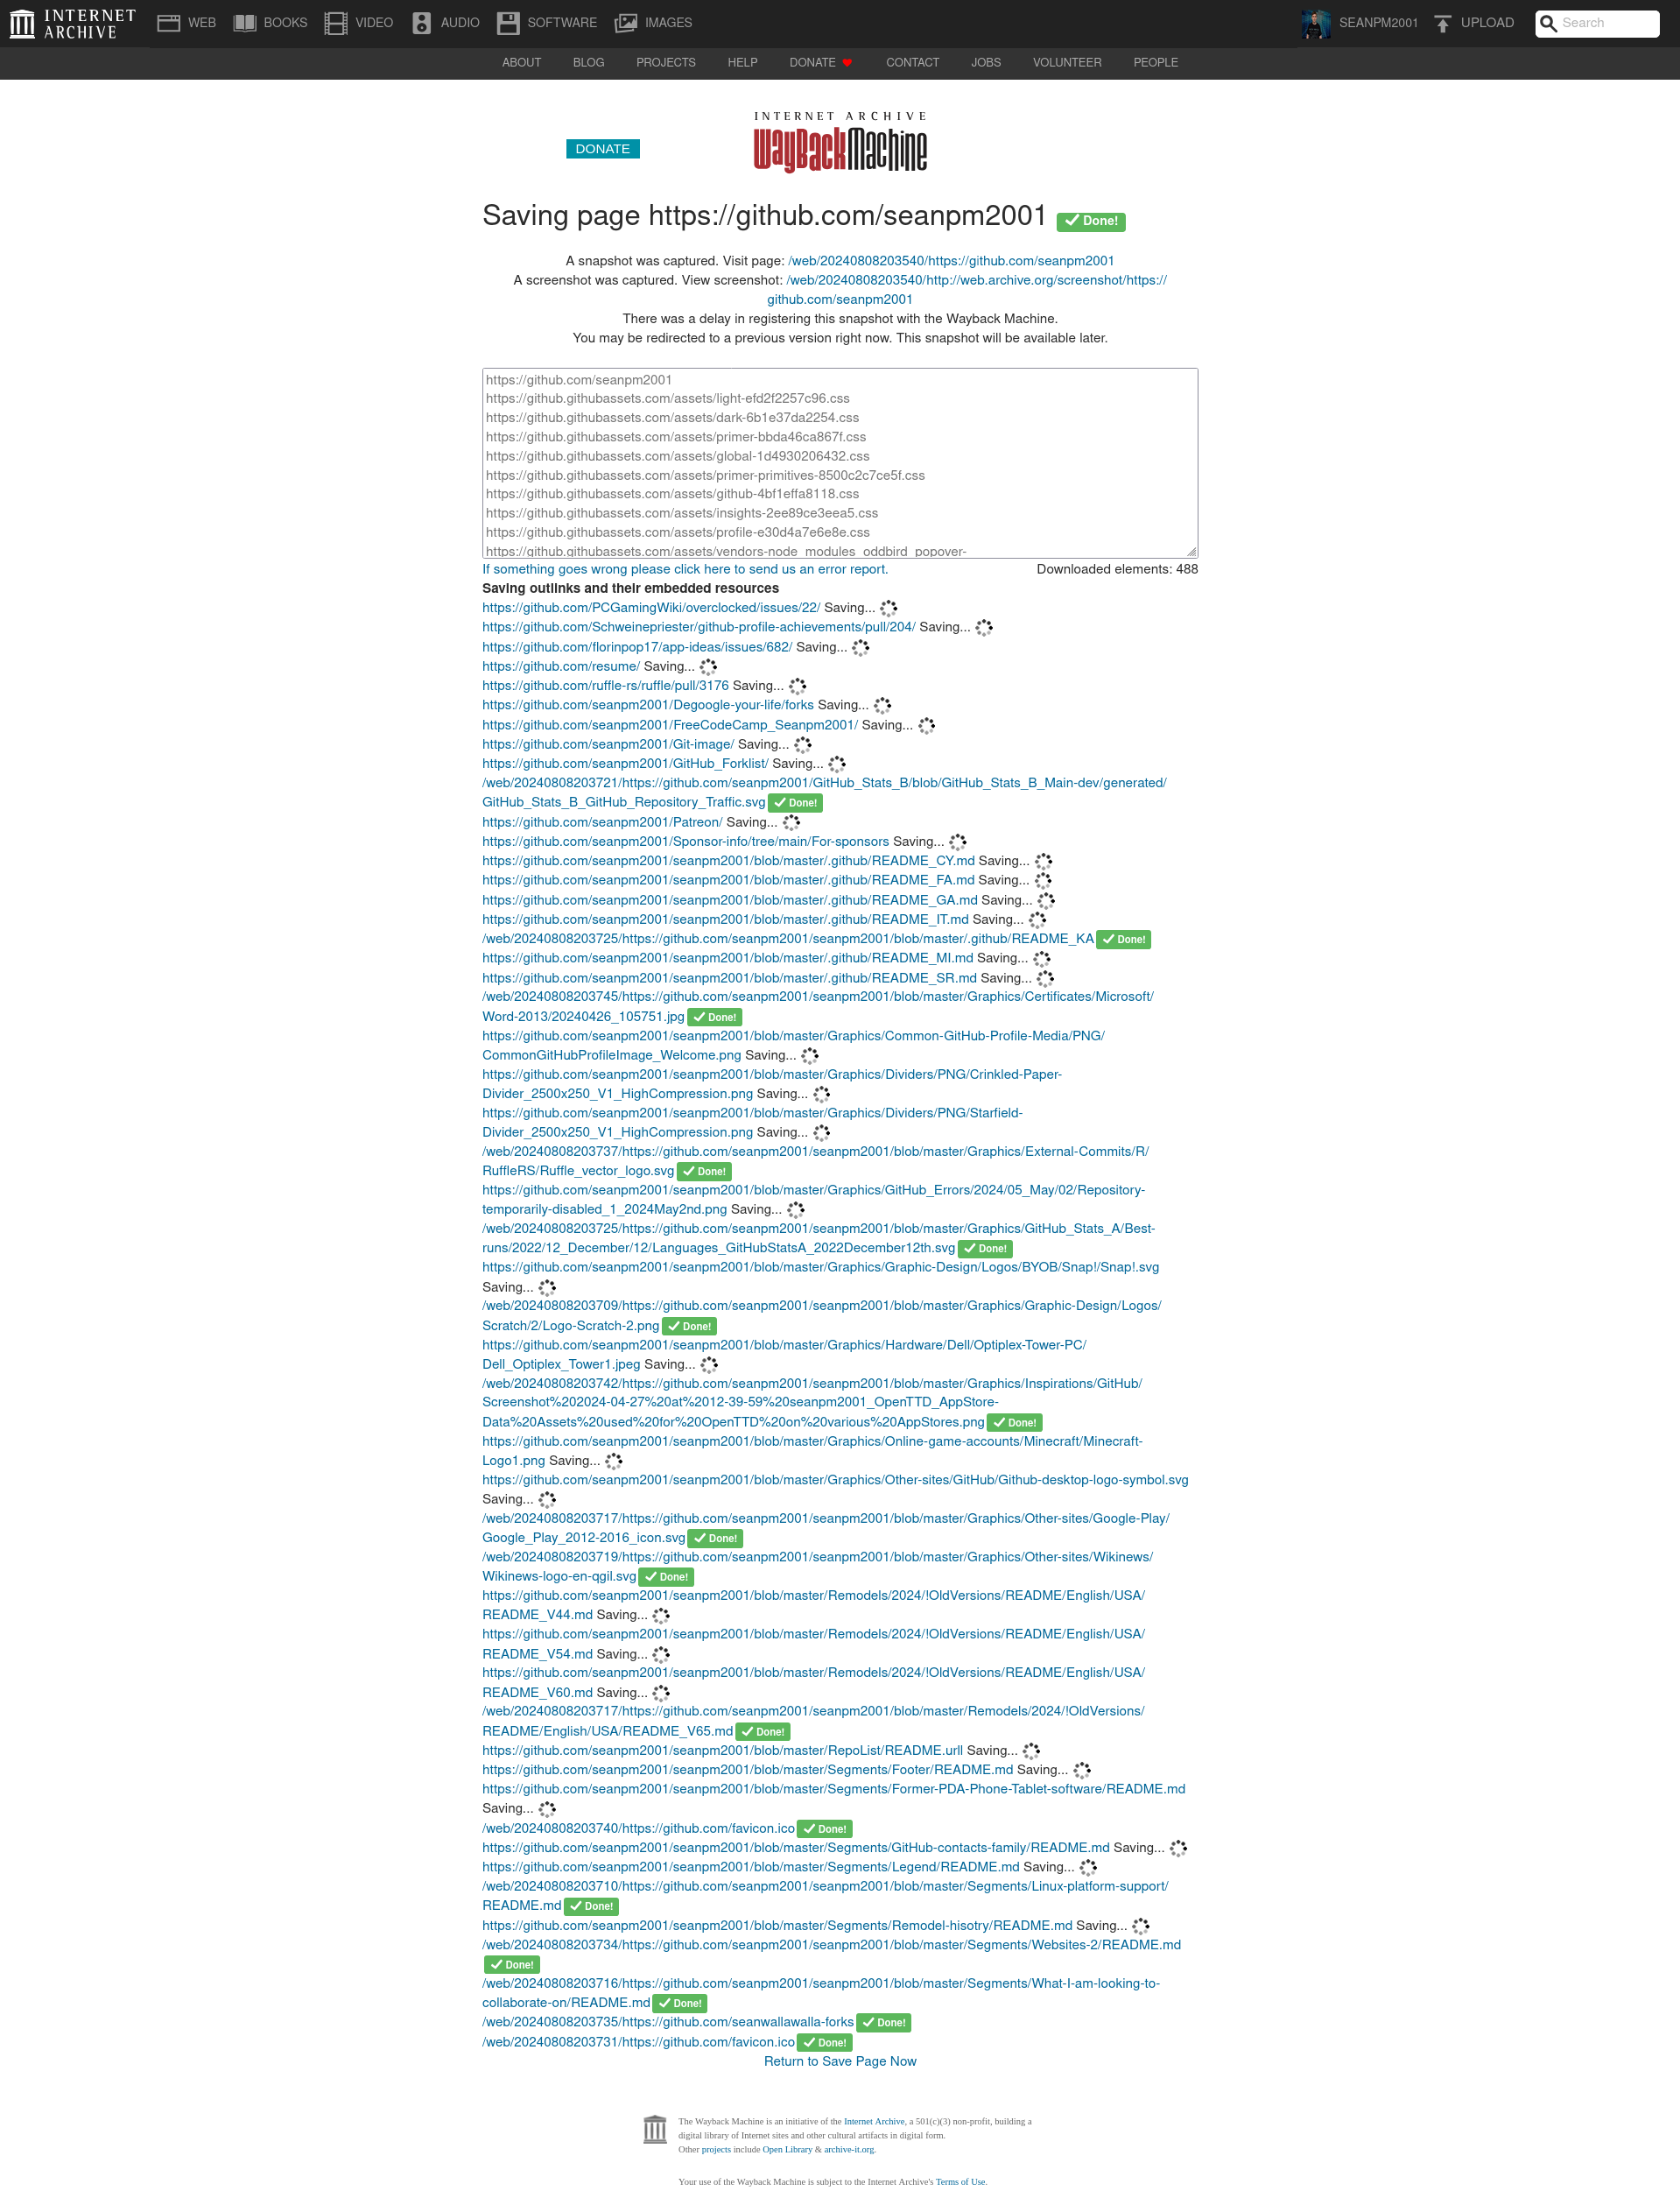 INTERNET ARCHIVE
WEB BOOKS VIDEO AUDIO SOFTWARE IMAGES SEANPM2001 UPLOAD Search
ABOUT BLOG PROJECTS HELP DONATE CONTACT JOBS VOLUNTEER PEOPLE
INTERNET ARCHIVE
DONATE WayBackMachine
Saving page https://github.com/seanpm2001 Done!
A snapshot was captured. Visit page: /web/20240808203540/https://github.com/seanpm2001
A screenshot was captured. View screenshot: /web/20240808203540/http://web.archive.org/screenshot/https://
github.com/seanpm2001
There was a delay in registering this snapshot with the Wayback Machine.
You may be redirected to a previous version right now. This snapshot will be available later.
https://github.com/seanpm2001
https://github.githubassets.com/assets/light-efd2f2257c96.css
https://github.githubassets.com/assets/dark-6b1e37da2254.css
https://github.githubassets.com/assets/primer-bbda46ca867f.css
https://github.githubassets.com/assets/global-1d4930206432.css
https://github.githubassets.com/assets/primer-primitives-8500c2c7ce5f.css
https://github.githubassets.com/assets/github-4bf1effa8118.css
https://github.githubassets.com/assets/insights-2ee89ce3eea5.css
https://github.githubassets.com/assets/profile-e30d4a7e6e8e.css
https://github.githubassets.com/assets/vendors-node_modules_oddbird_popover-
If something goes wrong please click here to send us an error report. Downloaded elements: 488
Saving outlinks and their embedded resources
https://github.com/PCGamingWiki/overclocked/issues/22/ Saving...
https://github.com/Schweinepriester/github-profile-achievements/pull/204/ Saving...
https://github.com/florinpop17/app-ideas/issues/682/ Saving...
https://github.com/resume/ Saving...
https://github.com/ruffle-rs/ruffle/pull/3176 Saving...
https://github.com/seanpm2001/Degoogle-your-life/forks Saving...
https://github.com/seanpm2001/FreeCodeCamp_Seanpm2001/ Saving...
https://github.com/seanpm2001/Git-image/ Saving...
https://github.com/seanpm2001/GitHub_Forklist/ Saving...
/web/20240808203721/https://github.com/seanpm2001/GitHub_Stats_B/blob/GitHub_Stats_B_Main-dev/generated/
GitHub_Stats_B_GitHub_Repository_Traffic.svg Done!
https://github.com/seanpm2001/Patreon/ Saving...
https://github.com/seanpm2001/Sponsor-info/tree/main/For-sponsors Saving...
https://github.com/seanpm2001/seanpm2001/blob/master/.github/README_CY.md Saving...
https://github.com/seanpm2001/seanpm2001/blob/master/.github/README_FA.md Saving...
https://github.com/seanpm2001/seanpm2001/blob/master/.github/README_GA.md Saving...
https://github.com/seanpm2001/seanpm2001/blob/master/.github/README_IT.md Saving...
/web/20240808203725/https://github.com/seanpm2001/seanpm2001/blob/master/.github/README_KA Done!
https://github.com/seanpm2001/seanpm2001/blob/master/.github/README_MI.md Saving...
https://github.com/seanpm2001/seanpm2001/blob/master/.github/README_SR.md Saving...
/web/20240808203745/https://github.com/seanpm2001/seanpm2001/blob/master/Graphics/Certificates/Microsoft/
Word-2013/20240426_105751.jpg Done!
https://github.com/seanpm2001/seanpm2001/blob/master/Graphics/Common-GitHub-Profile-Media/PNG/
CommonGitHubProfileImage_Welcome.png Saving...
https://github.com/seanpm2001/seanpm2001/blob/master/Graphics/Dividers/PNG/Crinkled-Paper-
Divider_2500x250_V1_HighCompression.png Saving...
https://github.com/seanpm2001/seanpm2001/blob/master/Graphics/Dividers/PNG/Starfield-
Divider_2500x250_V1_HighCompression.png Saving...
/web/20240808203737/https://github.com/seanpm2001/seanpm2001/blob/master/Graphics/External-Commits/R/
RuffleRS/Ruffle_vector_logo.svg Done!
https://github.com/seanpm2001/seanpm2001/blob/master/Graphics/GitHub_Errors/2024/05_May/02/Repository-
temporarily-disabled_1_2024May2nd.png Saving...
/web/20240808203725/https://github.com/seanpm2001/seanpm2001/blob/master/Graphics/GitHub_Stats_A/Best-
runs/2022/12_December/12/Languages_GitHubStatsA_2022December12th.svg Done!
https://github.com/seanpm2001/seanpm2001/blob/master/Graphics/Graphic-Design/Logos/BYOB/Snap!/Snap!.svg
Saving...
/web/20240808203709/https://github.com/seanpm2001/seanpm2001/blob/master/Graphics/Graphic-Design/Logos/
Scratch/2/Logo-Scratch-2.png Done!
https://github.com/seanpm2001/seanpm2001/blob/master/Graphics/Hardware/Dell/Optiplex-Tower-PC/
Dell_Optiplex_Tower1.jpeg Saving...
/web/20240808203742/https://github.com/seanpm2001/seanpm2001/blob/master/Graphics/Inspirations/GitHub/
Screenshot%202024-04-27%20at%2012-39-59%20seanpm2001_OpenTTD_AppStore-
Data%20Assets%20used%20for%20OpenTTD%20on%20various%20AppStores.png Done!
https://github.com/seanpm2001/seanpm2001/blob/master/Graphics/Online-game-accounts/Minecraft/Minecraft-
Logo1.png Saving...
https://github.com/seanpm2001/seanpm2001/blob/master/Graphics/Other-sites/GitHub/Github-desktop-logo-symbol.svg
Saving...
/web/20240808203717/https://github.com/seanpm2001/seanpm2001/blob/master/Graphics/Other-sites/Google-Play/
Google_Play_2012-2016_icon.svg Done!
/web/20240808203719/https://github.com/seanpm2001/seanpm2001/blob/master/Graphics/Other-sites/Wikinews/
Wikinews-logo-en-qgil.svg Done!
https://github.com/seanpm2001/seanpm2001/blob/master/Remodels/2024/!OldVersions/README/English/USA/
README_V44.md Saving...
https://github.com/seanpm2001/seanpm2001/blob/master/Remodels/2024/!OldVersions/README/English/USA/
README_V54.md Saving...
https://github.com/seanpm2001/seanpm2001/blob/master/Remodels/2024/!OldVersions/README/English/USA/
README_V60.md Saving...
/web/20240808203717/https://github.com/seanpm2001/seanpm2001/blob/master/Remodels/2024/!OldVersions/
README/English/USA/README_V65.md Done!
https://github.com/seanpm2001/seanpm2001/blob/master/RepoList/README.urll Saving...
https://github.com/seanpm2001/seanpm2001/blob/master/Segments/Footer/README.md Saving...
https://github.com/seanpm2001/seanpm2001/blob/master/Segments/Former-PDA-Phone-Tablet-software/README.md
Saving...
/web/20240808203740/https://github.com/favicon.ico Done!
https://github.com/seanpm2001/seanpm2001/blob/master/Segments/GitHub-contacts-family/README.md Saving...
https://github.com/seanpm2001/seanpm2001/blob/master/Segments/Legend/README.md Saving...
/web/20240808203710/https://github.com/seanpm2001/seanpm2001/blob/master/Segments/Linux-platform-support/
README.md Done!
https://github.com/seanpm2001/seanpm2001/blob/master/Segments/Remodel-hisotry/README.md Saving...
/web/20240808203734/https://github.com/seanpm2001/seanpm2001/blob/master/Segments/Websites-2/README.md
Done!
/web/20240808203716/https://github.com/seanpm2001/seanpm2001/blob/master/Segments/What-I-am-looking-to-
collaborate-on/README.md Done!
/web/20240808203735/https://github.com/seanwallawalla-forks Done!
/web/20240808203731/https://github.com/favicon.ico Done!
Return to Save Page Now
The Wayback Machine is an initiative of the Internet Archive, a 501(c)(3) non-profit, building a
digital library of Internet sites and other cultural artifacts in digital form.
Other projects include Open Library & archive-it.org.
Your use of the Wayback Machine is subject to the Internet Archive's Terms of Use.